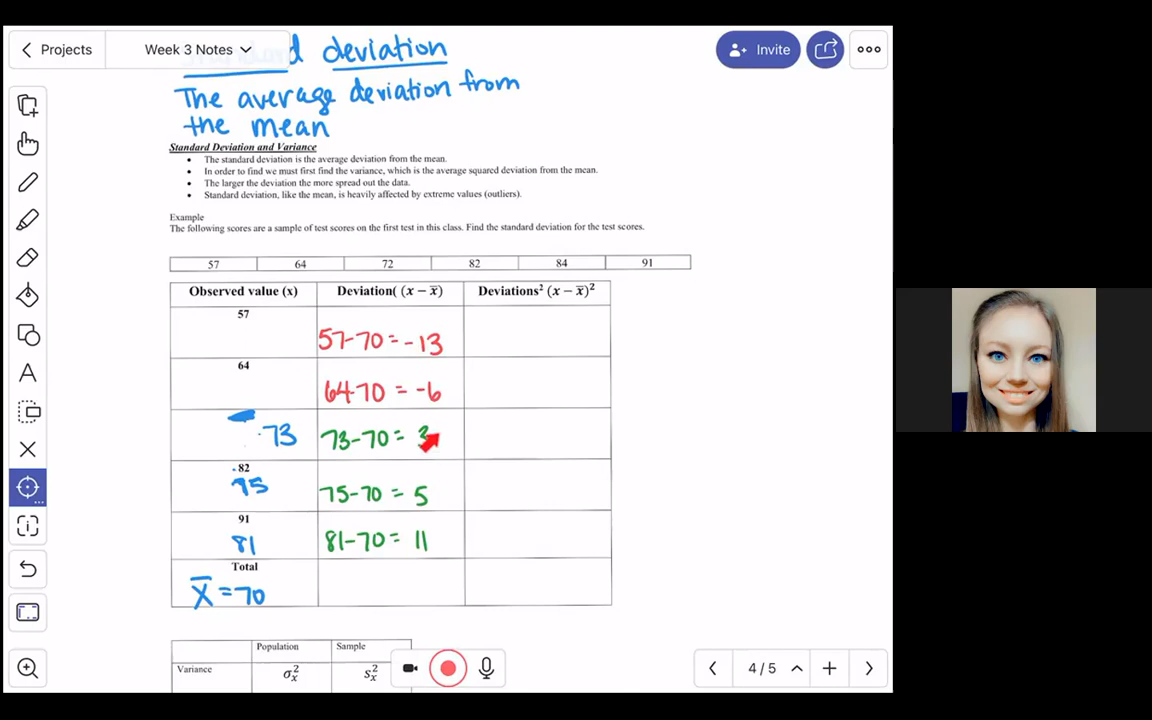 Projects
Week 3 Notes
Invite
d deviation
The average deviation from
the mean
Standard Deviation and Variance
• The standard deviation is the average deviation from the mean.
• In order to find we must first find the variance, which is the average squared deviation from the mean.
• The larger the deviation the more spread out the data.
• Standard deviation, like the mean, is heavily affected by extreme values (outliers).
Example
The following scores are a sample of test scores on the first test in this class. Find the standard deviation for the test scores.
57 64 72 82 84 91
Observed value (x) Deviation( (x − x̅) Deviations² (x − x̅)²
57
57-70 = -13
64
64-70 = -6
73 73-70 = 3
82
75 75-70 = 5
91
81 81-70 = 11
Total
x̅ = 70
Population Sample
Variance σₓ² sₓ²
4 / 5